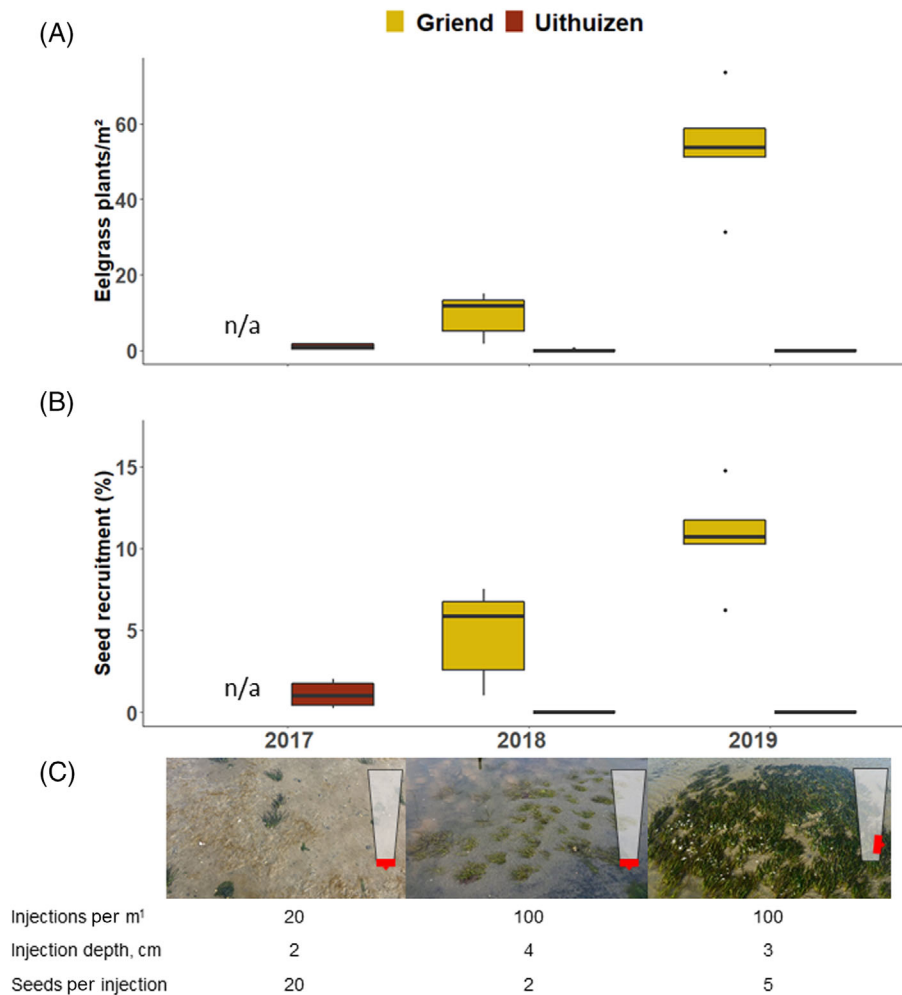 Griend Uithuizen
(A)
Eelgrass plants/m²
60
40
20
0
n/a
(B)
Seed recruitment (%)
15
10
5
0
n/a
2017 2018 2019
(C)
Injections per m¹ 20 100 100
Injection depth, cm 2 4 3
Seeds per injection 20 2 5